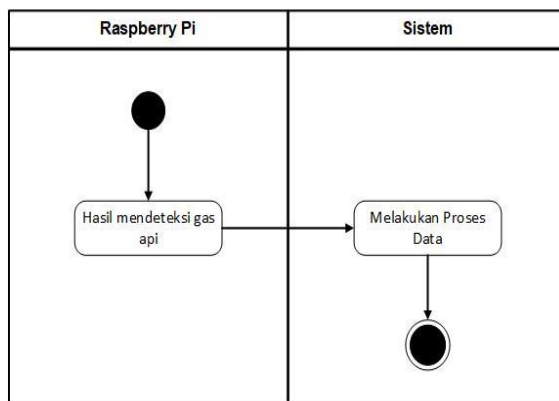 Raspberry Pi
Sistem
Hasil mendeteksi gas
api
Melakukan Proses
Data